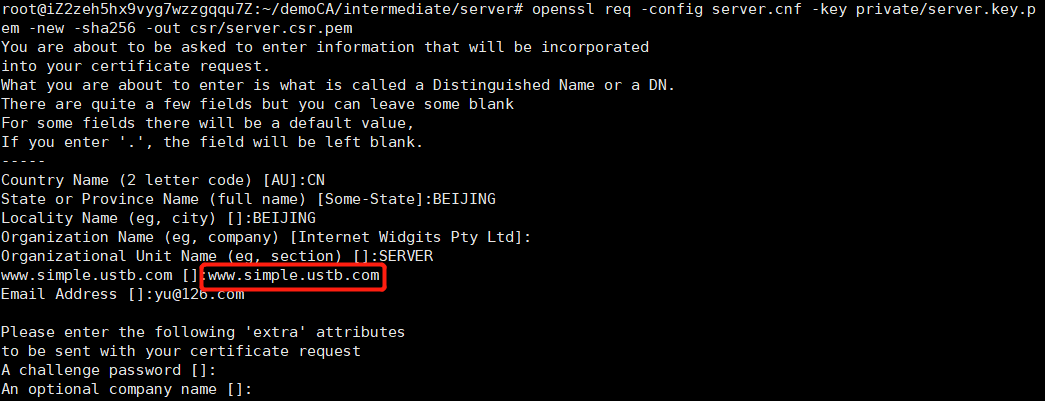 root@iZ2zeh5hx9vyg7wzzgqqu7Z:~/demoCA/intermediate/server# openssl req -config server.cnf -key private/server.key.p
em -new -sha256 -out csr/server.csr.pem
You are about to be asked to enter information that will be incorporated
into your certificate request.
What you are about to enter is what is called a Distinguished Name or a DN.
There are quite a few fields but you can leave some blank
For some fields there will be a default value,
If you enter '.', the field will be left blank.
-----
Country Name (2 letter code) [AU]:CN
State or Province Name (full name) [Some-State]:BEIJING
Locality Name (eg, city) []:BEIJING
Organization Name (eg, company) [Internet Widgits Pty Ltd]:
Organizational Unit Name (eg, section) []:SERVER
www.simple.ustb.com []:www.simple.ustb.com
Email Address []:yu@126.com

Please enter the following 'extra' attributes
to be sent with your certificate request
A challenge password []:
An optional company name []: